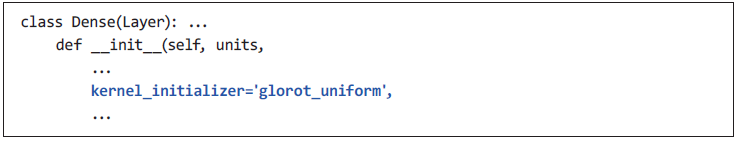 class Dense(Layer): ...
    def __init__(self, units,
        ...
        kernel_initializer='glorot_uniform',
        ...